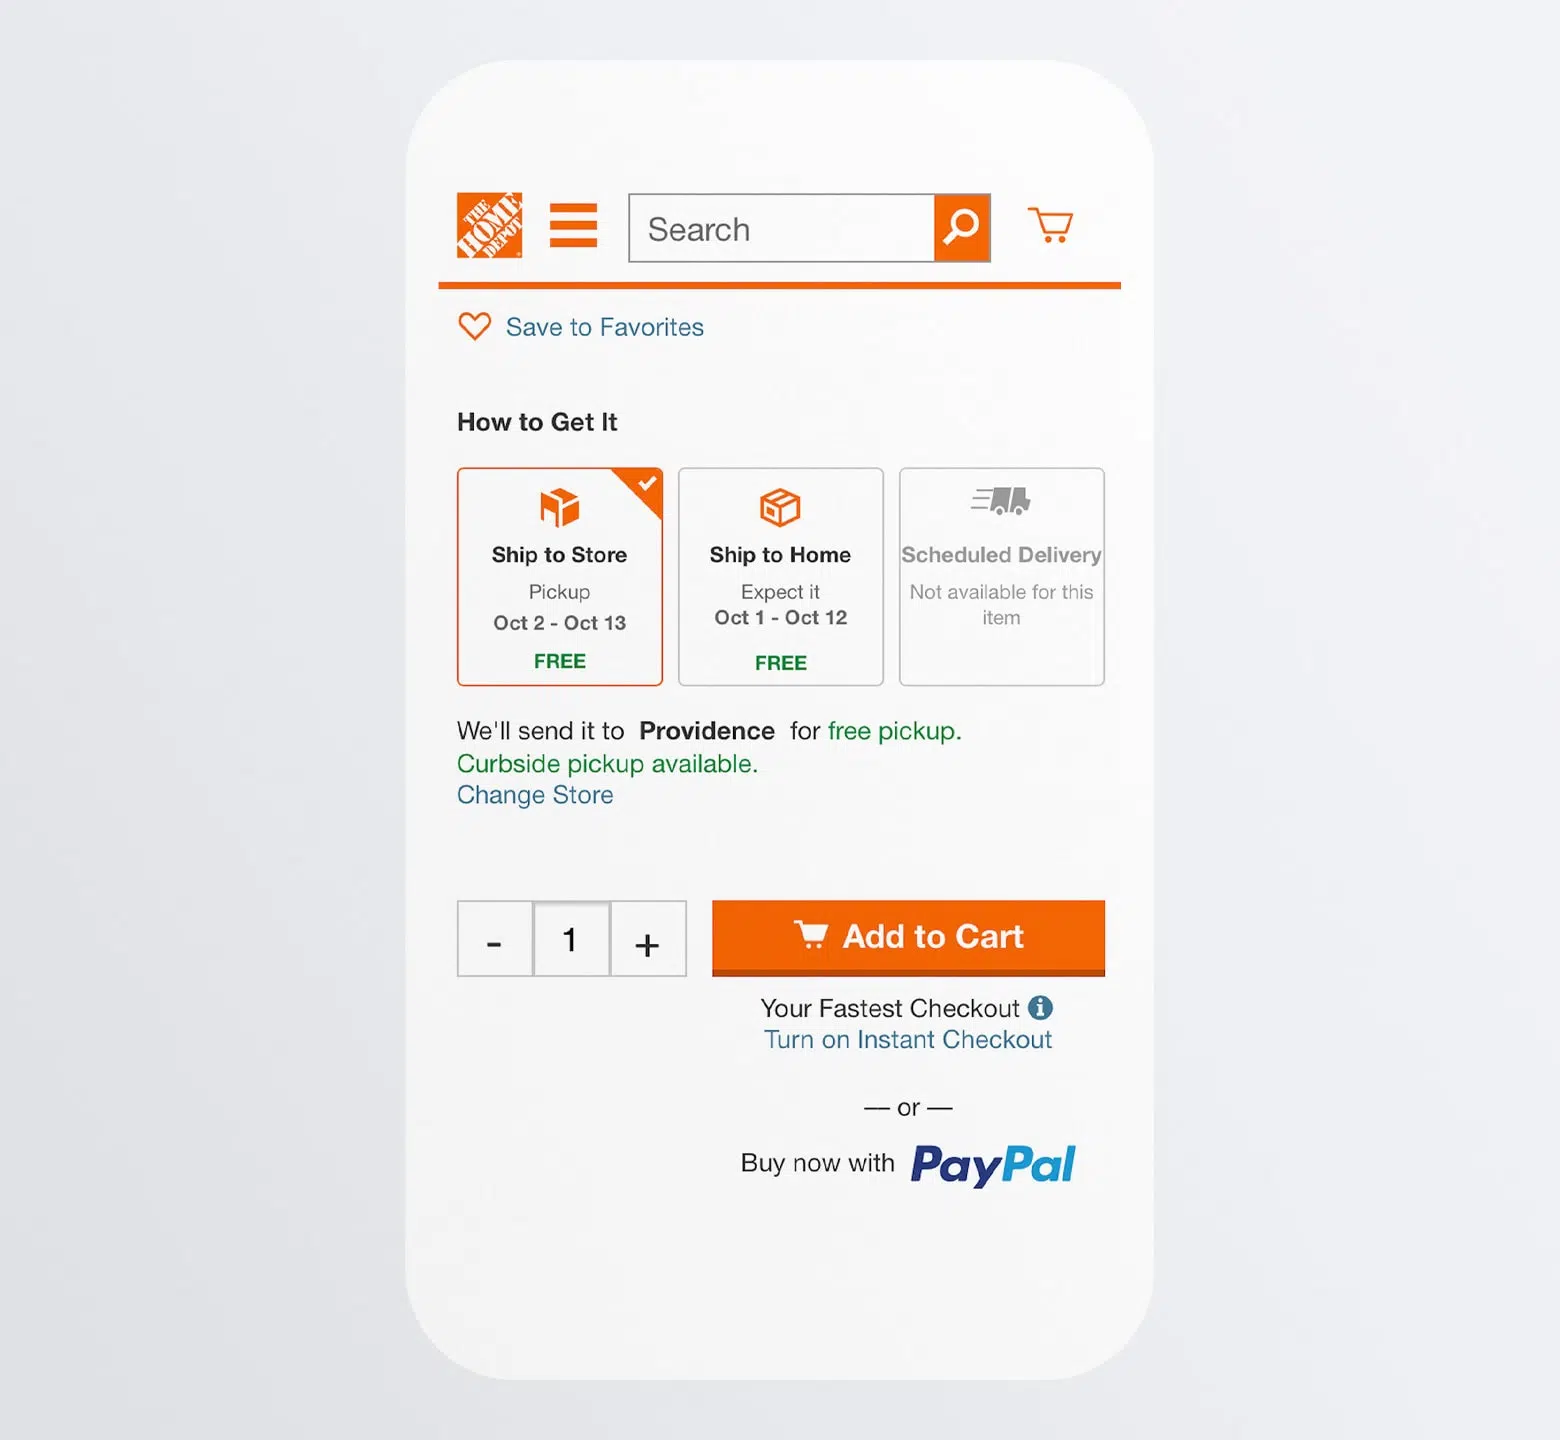 THE
HOME
DEPOT
Search
Save to Favorites
How to Get It
Ship to Store
Pickup
Oct 2 - Oct 13
FREE
Ship to Home
Expect it
Oct 1 - Oct 12
FREE
Scheduled Delivery
Not available for this
item
We'll send it to Providence for free pickup.
Curbside pickup available.
Change Store
- 1 +
Add to Cart
Your Fastest Checkout
Turn on Instant Checkout
— or —
Buy now with PayPal